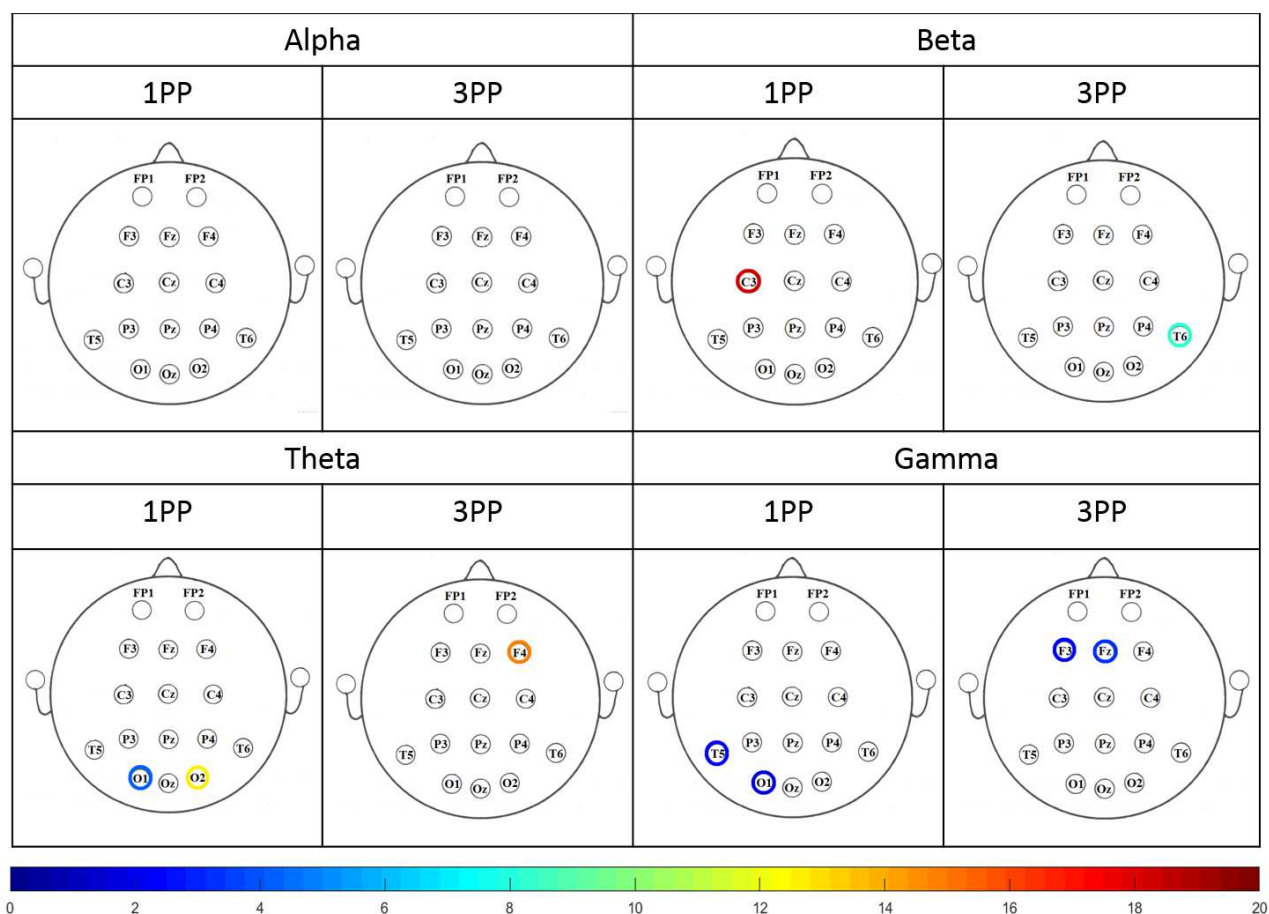 Alpha Beta
1PP 3PP 1PP 3PP
FP1 FP2 FP1 FP2 FP1 FP2 FP1 FP2
F3 Fz F4 F3 Fz F4 F3 Fz F4 F3 Fz F4
C3 Cz C4 C3 Cz C4 C3 Cz C4 C3 Cz C4
T5 P3 Pz P4 T6 T5 P3 Pz P4 T6 T5 P3 Pz P4 T6 T5 P3 Pz P4 T6
O1 Oz O2 O1 Oz O2 O1 Oz O2 O1 Oz O2
Theta Gamma
1PP 3PP 1PP 3PP
FP1 FP2 FP1 FP2 FP1 FP2 FP1 FP2
F3 Fz F4 F3 Fz F4 F3 Fz F4 F3 Fz F4
C3 Cz C4 C3 Cz C4 C3 Cz C4 C3 Cz C4
T5 P3 Pz P4 T6 T5 P3 Pz P4 T6 T5 P3 Pz P4 T6 T5 P3 Pz P4 T6
O1 Oz O2 O1 Oz O2 O1 Oz O2 O1 Oz O2
0 2 4 6 8 10 12 14 16 18 20